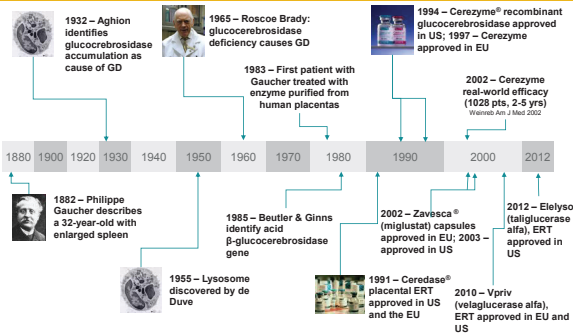 1932 – Aghion
identifies
glucocrebrosidase
accumulation as
cause of GD
1965 – Roscoe Brady:
glucocerebrosidase
deficiency causes GD
1983 – First patient with
Gaucher treated with
enzyme purified from
human placentas
1994 – Cerezyme® recombinant
glucocerebrosidase approved
in US; 1997 – Cerezyme
approved in EU
2002 – Cerezyme
real-world efficacy
(1028 pts, 2-5 yrs)
Weinreb Am J Med 2002
1880 1900 1920 1930 1940 1950 1960 1970 1980 1990 2000 2012
1882 – Philippe
Gaucher describes
a 32-year-old with
enlarged spleen
1955 – Lysosome
discovered by de
Duve
1985 – Beutler & Ginns
identify acid
β-glucocerebrosidase
gene
1991 – Ceredase®
placental ERT
approved in US
and the EU
2002 – Zavesca ®
(miglustat) capsules
approved in EU; 2003 –
approved in US
2010 – Vpriv
(velaglucerase alfa),
ERT approved in EU and
US
2012 – Elelyso
(taliglucerase
alfa), ERT
approved in
US